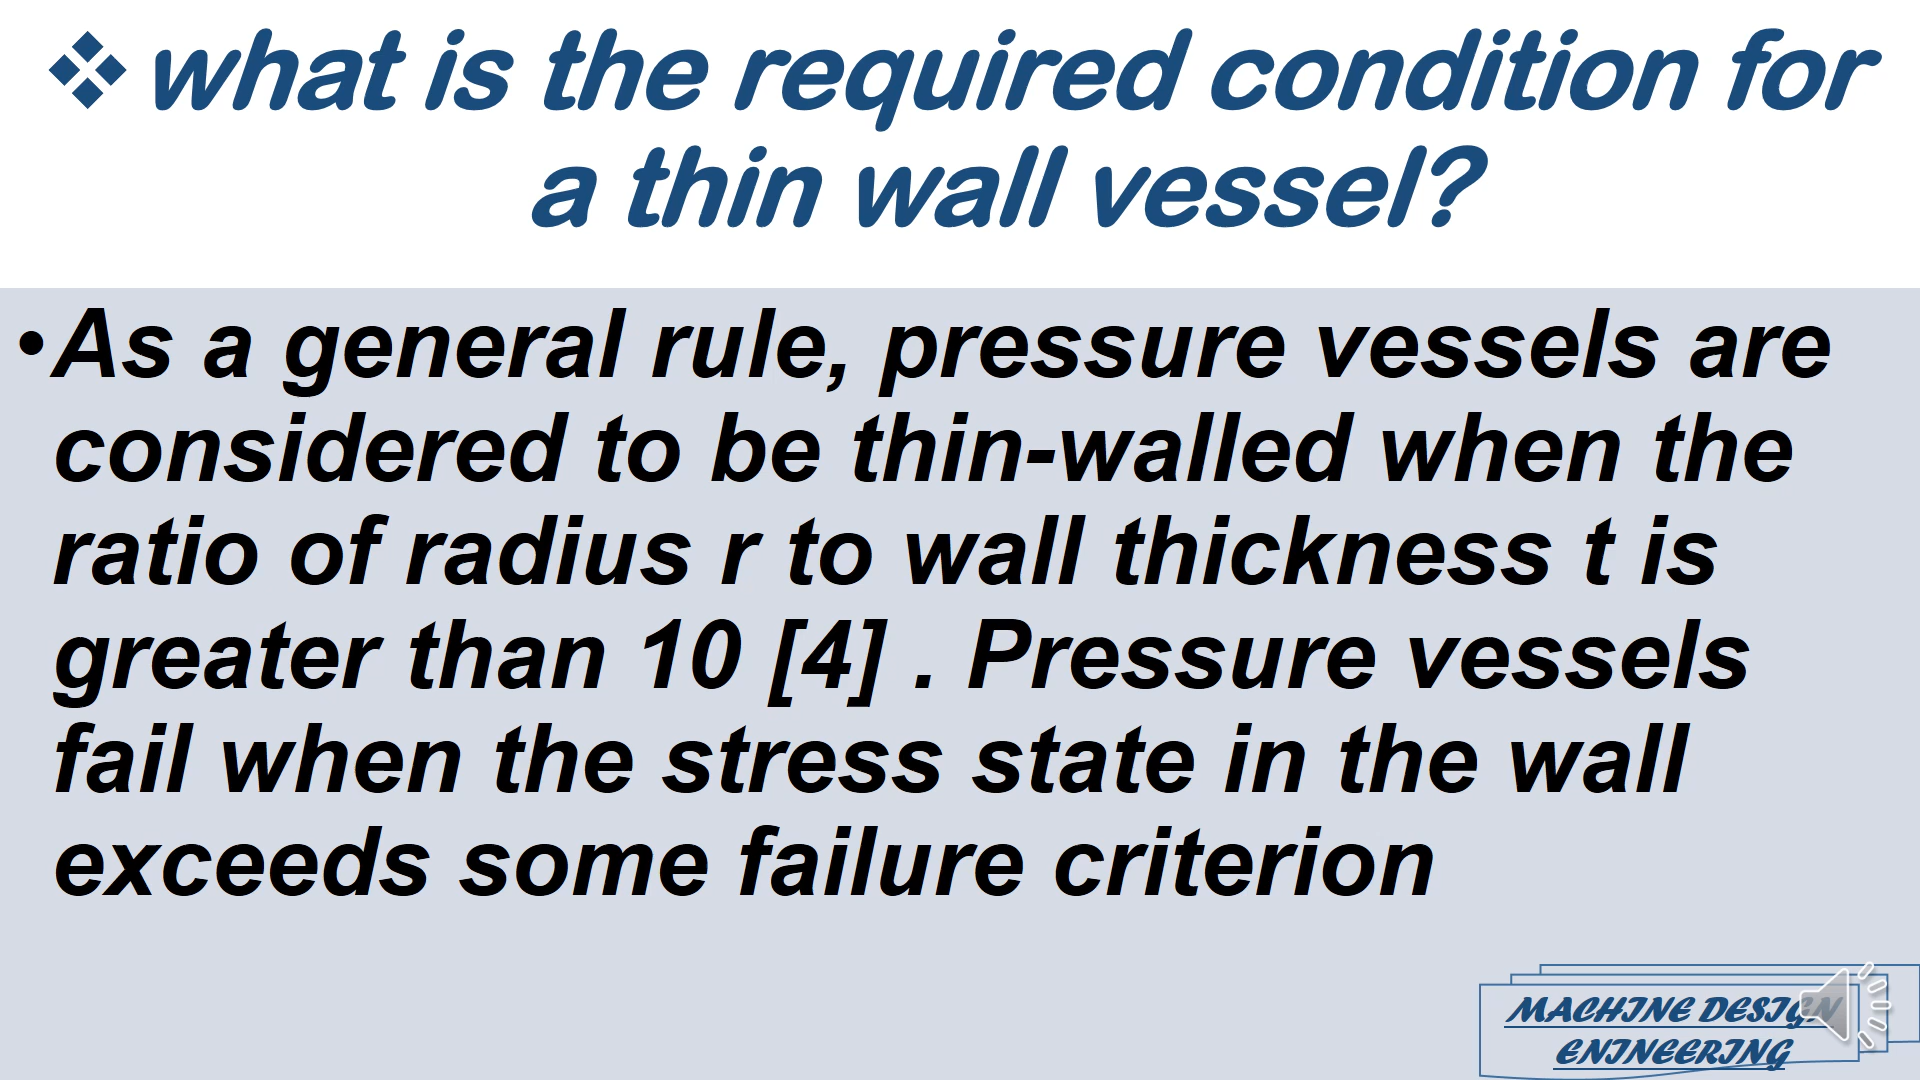 ❖ what is the required condition for
a thin wall vessel?
•As a general rule, pressure vessels are
considered to be thin-walled when the
ratio of radius r to wall thickness t is
greater than 10 [4] . Pressure vessels
fail when the stress state in the wall
exceeds some failure criterion
MACHINE DESIGN
ENINEERING